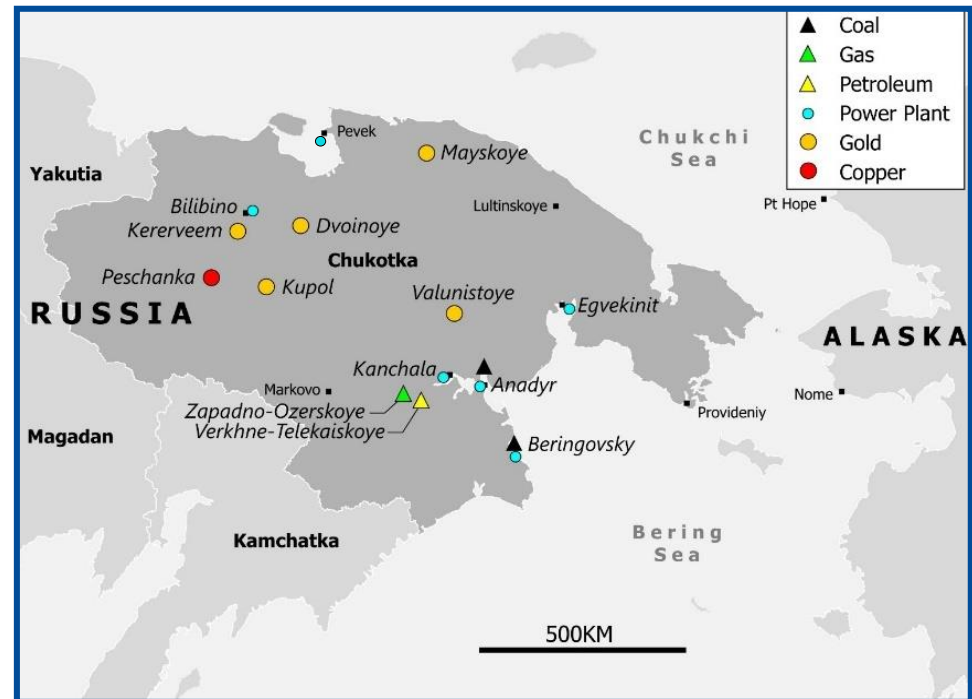 Coal
Gas
Petroleum
Power Plant
Gold
Copper
Pevek
Chukchi
Sea
Mayskoye
Yakutia
Pt Hope
Bilibino
Lultinskoye
Kererveem
Dvoinoye
Chukotka
Peschanka
Kupol
RUSSIA
Valunistoye
Egvekinit
ALASKA
Kanchala
Markovo
Anadyr
Nome
Zapadno-Ozerskoye
Provideniy
Verkhne-Telekaiskoye
Magadan
Beringovsky
Kamchatka
Bering
Sea
500KM